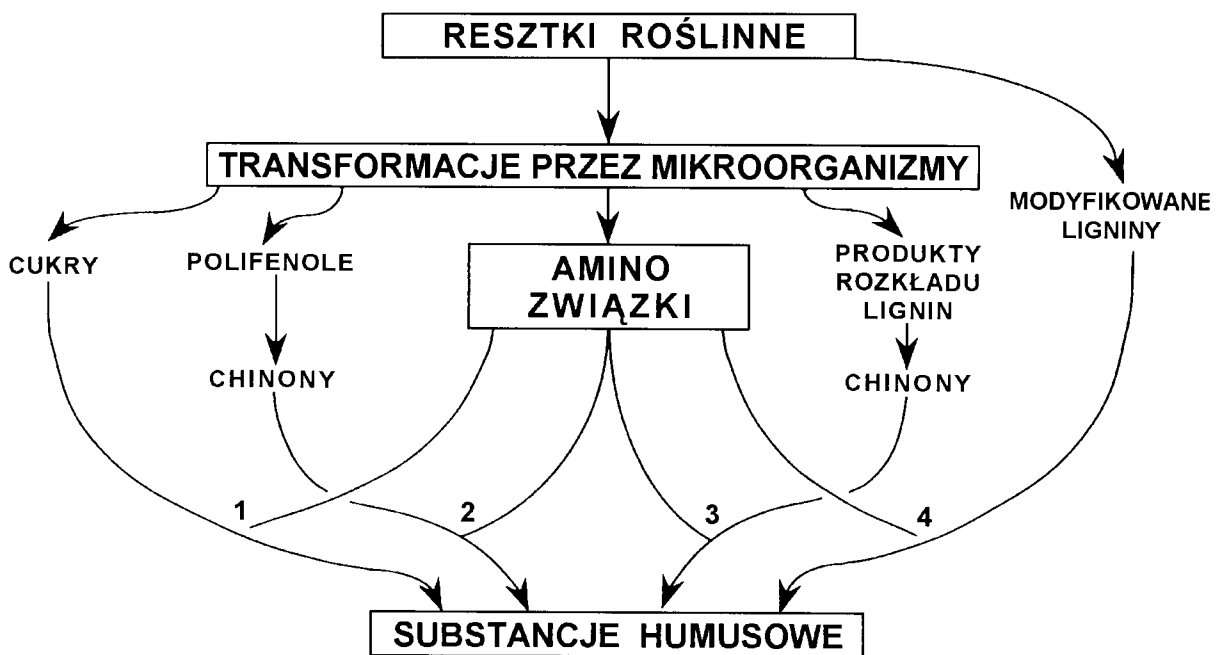 RESZTKI ROŚLINNE
TRANSFORMACJE PRZEZ MIKROORGANIZMY
MODYFIKOWANE
LIGNINY
CUKRY
POLIFENOLE
AMINO
ZWIĄZKI
PRODUKTY
ROZKŁADU
LIGNIN
CHINONY
CHINONY
1
2
3
4
SUBSTANCJE HUMUSOWE